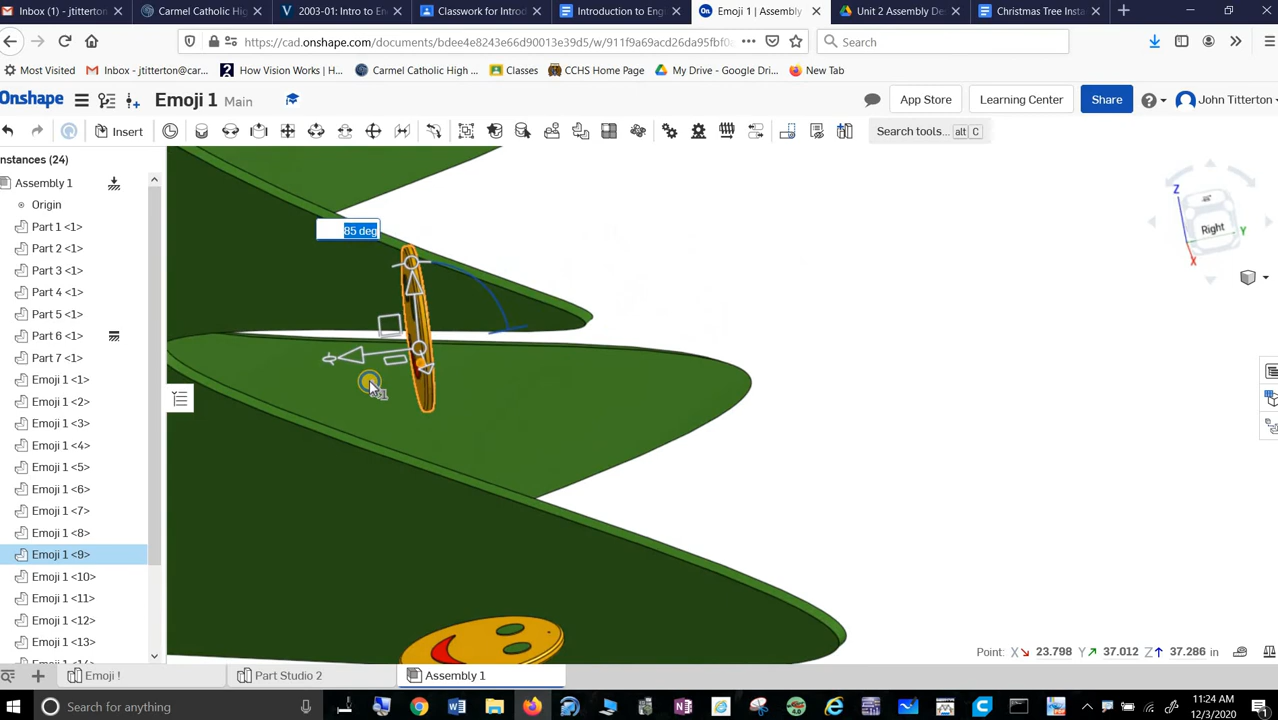 Inbox (1) - jtitterton@
Carmel Catholic Hig
2003-01: Intro to En
Classwork for Introd
Introduction to Engi
Emoji 1 | Assembly
Unit 2 Assembly De
Christmas Tree Insta
https://cad.onshape.com/documents/bdee4e8243e66d90013e39d5/w/911f9a69acd26da95fbf0
Search
Most Visited
Inbox - jtitterton@car...
How Vision Works | H...
Carmel Catholic High ...
Classes
CCHS Home Page
My Drive - Google Dri...
New Tab
Onshape
Emoji 1 Main
App Store
Learning Center
Share
John Titterton
Insert
Search tools... alt C
nstances (24)
Assembly 1
Origin
Part 1 <1>
Part 2 <1>
Part 3 <1>
Part 4 <1>
Part 5 <1>
Part 6 <1>
Part 7 <1>
Emoji 1 <1>
Emoji 1 <2>
Emoji 1 <3>
Emoji 1 <4>
Emoji 1 <5>
Emoji 1 <6>
Emoji 1 <7>
Emoji 1 <8>
Emoji 1 <9>
Emoji 1 <10>
Emoji 1 <11>
Emoji 1 <12>
Emoji 1 <13>
85 deg
Z
Right
Y
X
Point: X 23.798 Y 37.012 Z 37.286 in
Emoji !
Part Studio 2
Assembly 1
Search for anything
11:24 AM
12/3/2020